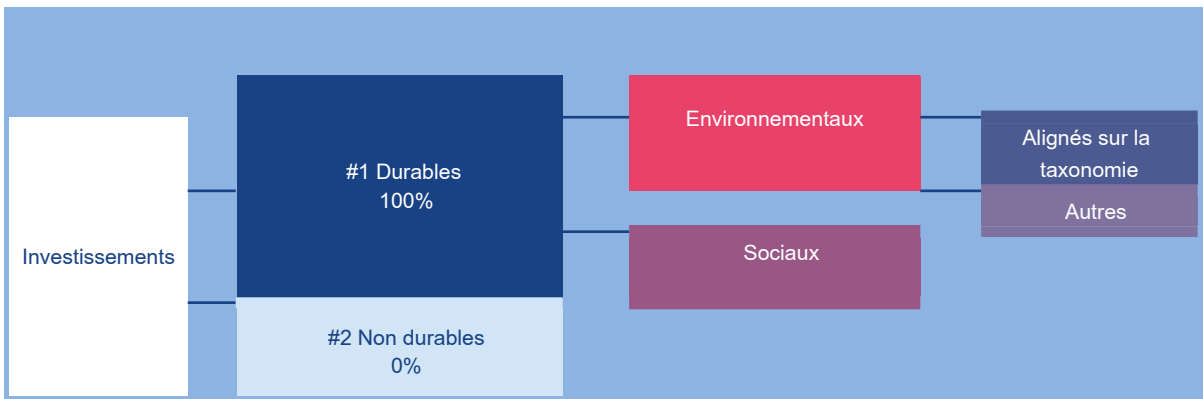 Investissements
#1 Durables
100%
#2 Non durables
0%
Environnementaux
Sociaux
Alignés sur la
taxonomie
Autres